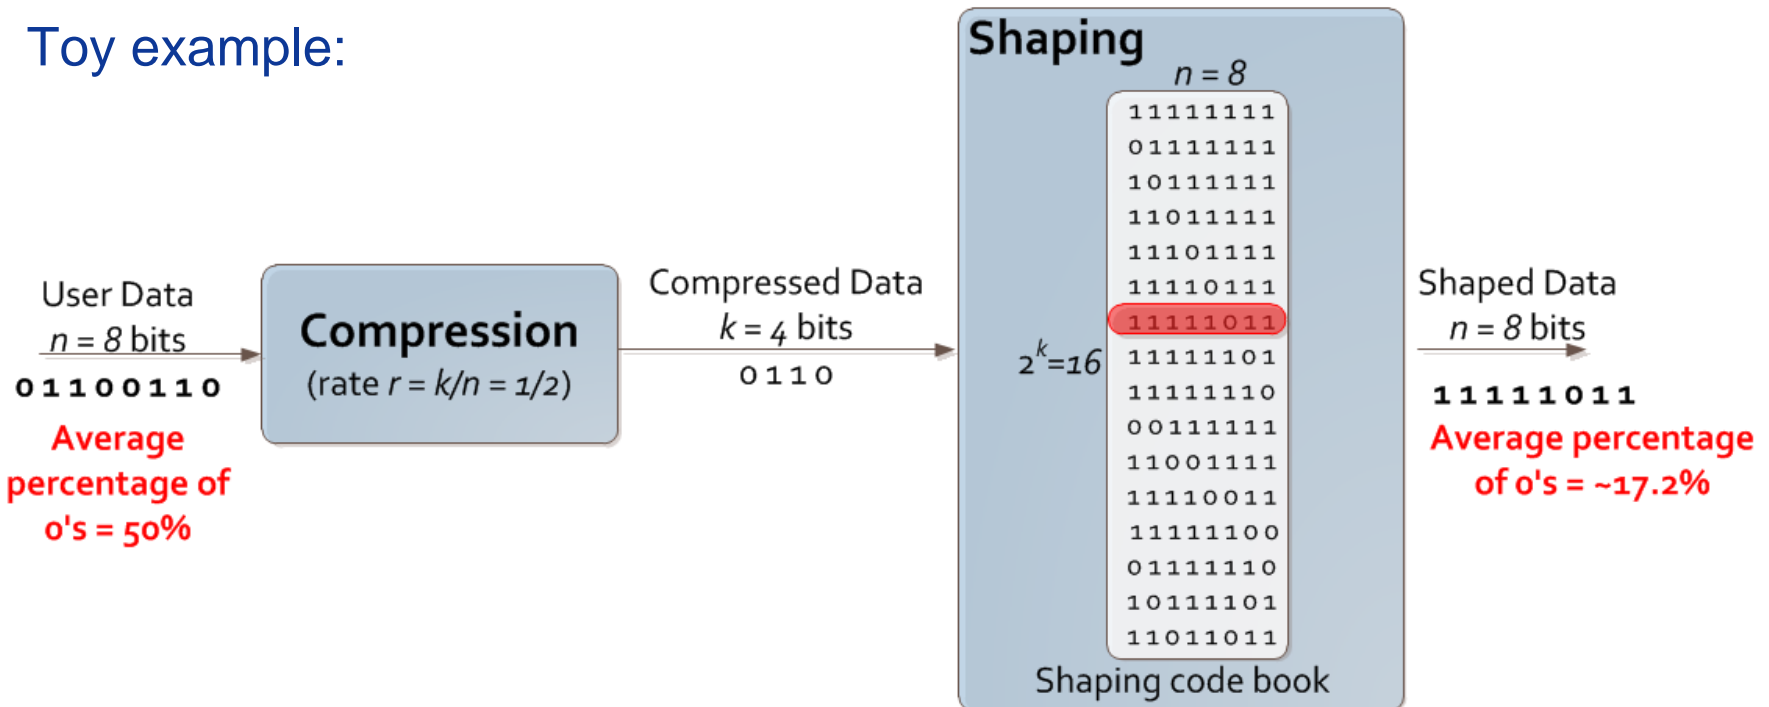 Toy example:
User Data
n = 8 bits
01100110
Average
percentage of
0's = 50%
Compression
(rate r = k/n = 1/2)
Compressed Data
k = 4 bits
0110
Shaping
n = 8
11111111
01111111
10111111
11011111
11101111
11110111
11111011
11111101
11111110
00111111
11001111
11110011
11111100
01111110
10111101
11011011
2^k=16
Shaping code book
Shaped Data
n = 8 bits
11111011
Average percentage
of 0's = ~17.2%